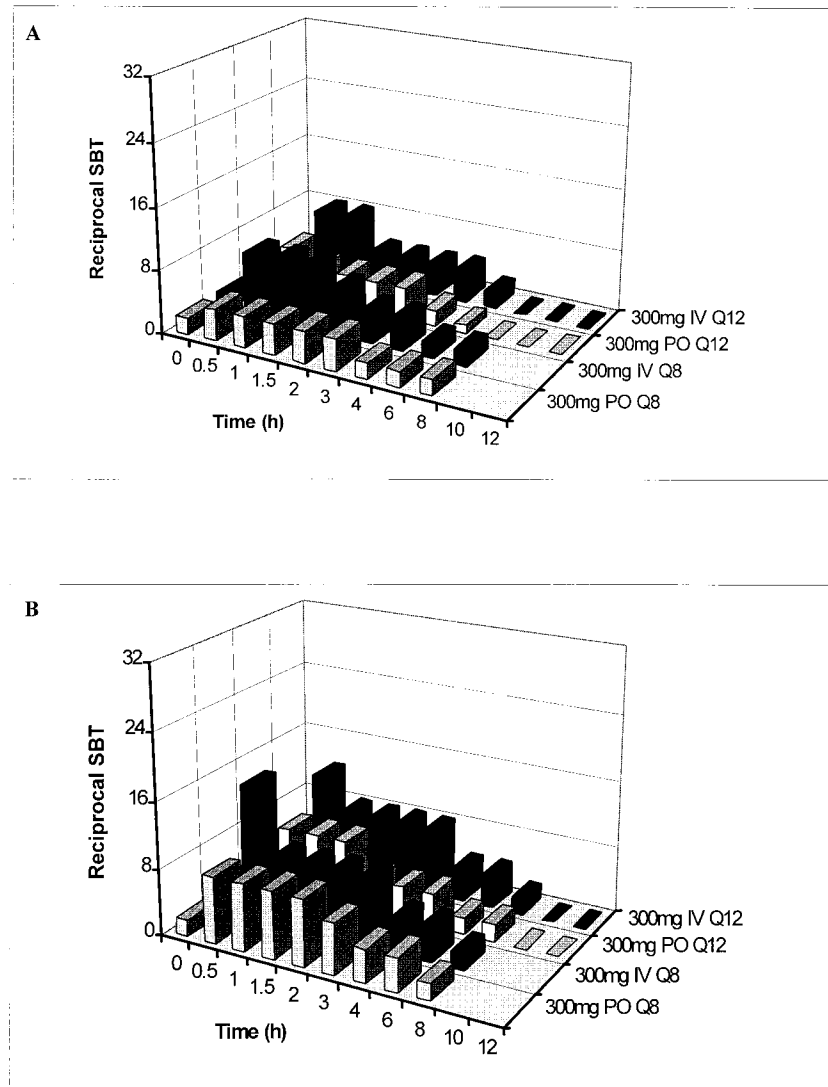 A
Reciprocal SBT
32
24
16
8
0
0 0.5 1 1.5 2 3 4 6 8 10 12
Time (h)
300mg IV Q12
300mg PO Q12
300mg IV Q8
300mg PO Q8
B
Reciprocal SBT
32
24
16
8
0
0 0.5 1 1.5 2 3 4 6 8 10 12
Time (h)
300mg IV Q12
300mg PO Q12
300mg IV Q8
300mg PO Q8